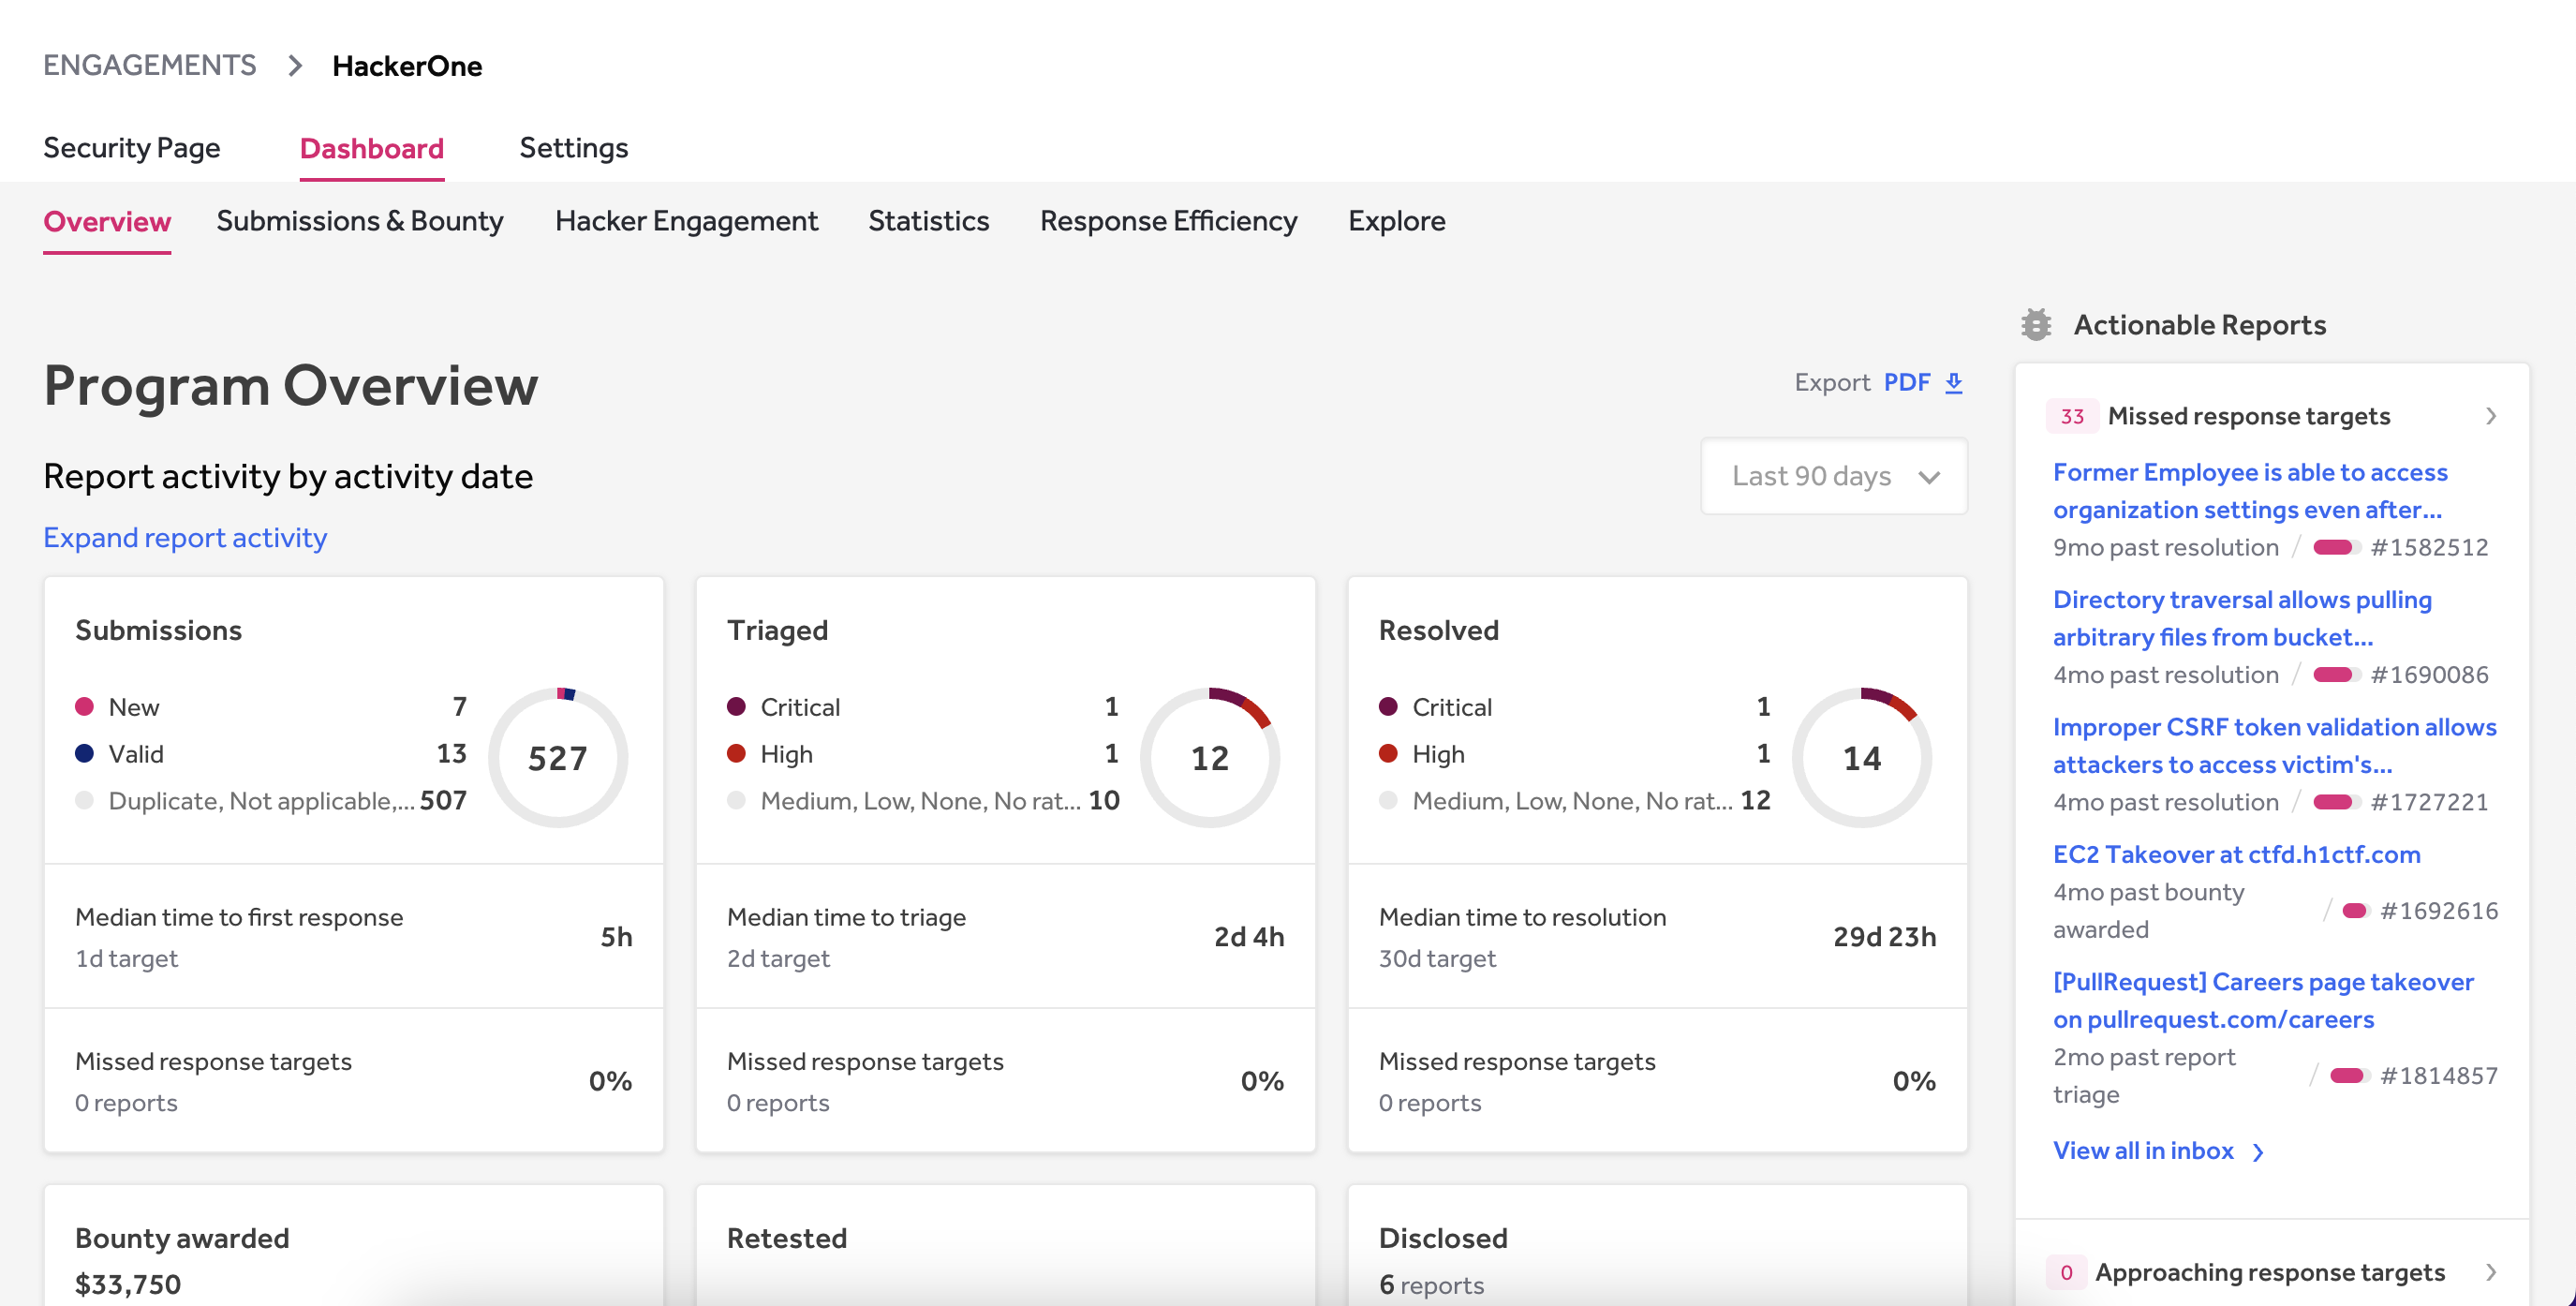 ENGAGEMENTS > HackerOne
Security Page Dashboard Settings
Overview Submissions & Bounty Hacker Engagement Statistics Response Efficiency Explore
Program Overview
Export PDF
Report activity by activity date
Last 90 days
Expand report activity
Submissions
New 7
Valid 13
Duplicate, Not applicable,... 507
527
Median time to first response
1d target
5h
Missed response targets
0 reports
0%
Triaged
Critical 1
High 1
Medium, Low, None, No rat... 10
12
Median time to triage
2d target
2d 4h
Missed response targets
0 reports
0%
Resolved
Critical 1
High 1
Medium, Low, None, No rat... 12
14
Median time to resolution
30d target
29d 23h
Missed response targets
0 reports
0%
Bounty awarded
$33,750
Retested
Disclosed
6 reports
Actionable Reports
33 Missed response targets
Former Employee is able to access
organization settings even after...
9mo past resolution / #1582512
Directory traversal allows pulling
arbitrary files from bucket...
4mo past resolution / #1690086
Improper CSRF token validation allows
attackers to access victim's...
4mo past resolution / #1727221
EC2 Takeover at ctfd.h1ctf.com
4mo past bounty
awarded
/ #1692616
[PullRequest] Careers page takeover
on pullrequest.com/careers
2mo past report
triage
/ #1814857
View all in inbox
0 Approaching response targets